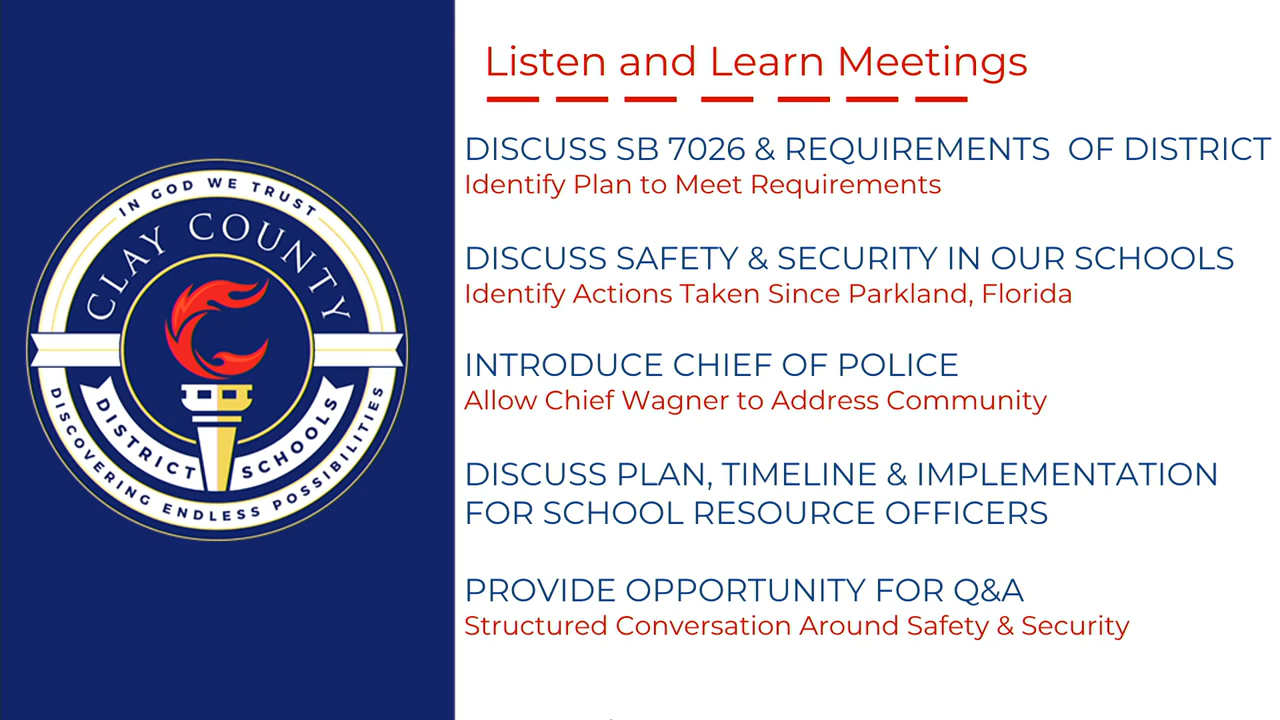 IN GOD WE TRUST
CLAY COUNTY
DISTRICT SCHOOLS
DISCOVERING ENDLESS POSSIBILITIES
Listen and Learn Meetings
DISCUSS SB 7026 & REQUIREMENTS OF DISTRICT
Identify Plan to Meet Requirements
DISCUSS SAFETY & SECURITY IN OUR SCHOOLS
Identify Actions Taken Since Parkland, Florida
INTRODUCE CHIEF OF POLICE
Allow Chief Wagner to Address Community
DISCUSS PLAN, TIMELINE & IMPLEMENTATION
FOR SCHOOL RESOURCE OFFICERS
PROVIDE OPPORTUNITY FOR Q&A
Structured Conversation Around Safety & Security